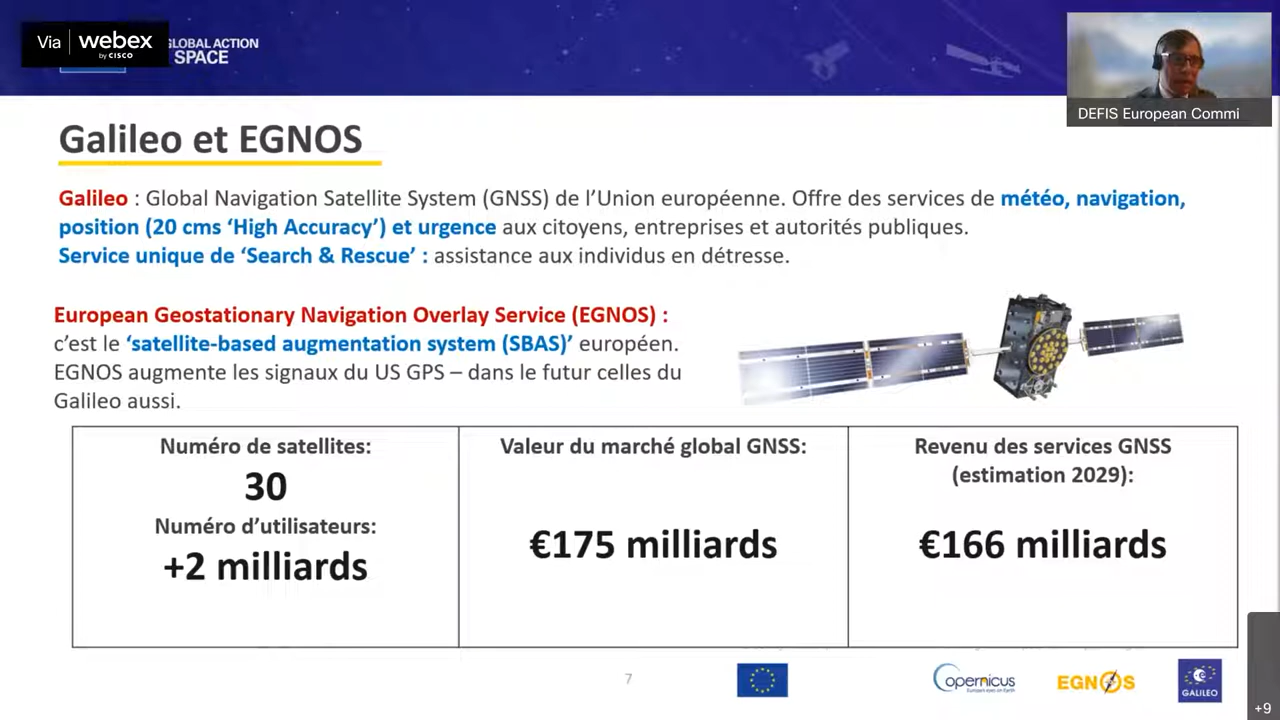 Via webex
by CISCO
GLOBAL ACTION
SPACE
DEFIS European Commi
Galileo et EGNOS
Galileo : Global Navigation Satellite System (GNSS) de l’Union européenne. Offre des services de météo, navigation,
position (20 cms ‘High Accuracy’) et urgence aux citoyens, entreprises et autorités publiques.
Service unique de ‘Search & Rescue’ : assistance aux individus en détresse.
European Geostationary Navigation Overlay Service (EGNOS) :
c’est le ‘satellite-based augmentation system (SBAS)’ européen.
EGNOS augmente les signaux du US GPS – dans le futur celles du
Galileo aussi.
Numéro de satellites:
30
Numéro d’utilisateurs:
+2 milliards
Valeur du marché global GNSS:
€175 milliards
Revenu des services GNSS
(estimation 2029):
€166 milliards
7
Copernicus
Europe's eyes on Earth
EGNOS
GALILEO
+9